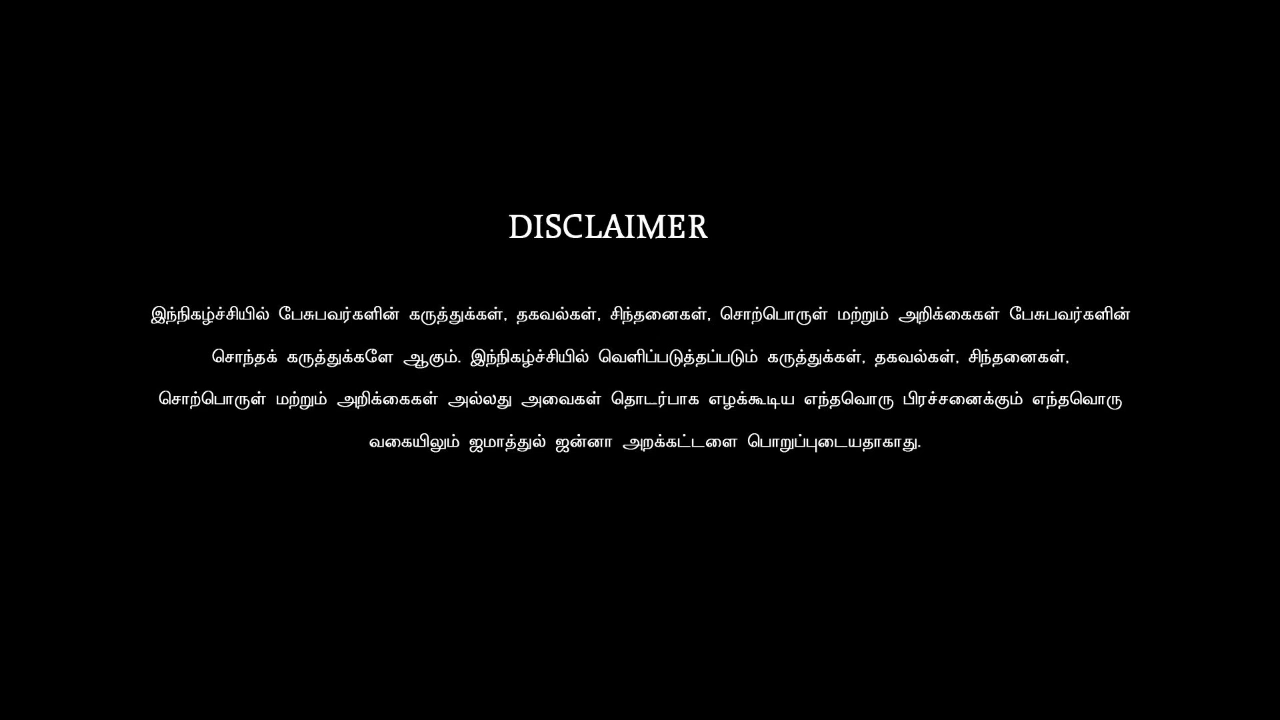 DISCLAIMER
இந்நிகழ்ச்சியில் பேசுபவர்களின் கருத்துக்கள், தகவல்கள், சிந்தனைகள், சொற்பொருள் மற்றும் அறிக்கைகள் பேசுபவர்களின்
சொந்தக் கருத்துக்களே ஆகும். இந்நிகழ்ச்சியில் வெளிப்படுத்தப்படும் கருத்துக்கள், தகவல்கள், சிந்தனைகள்,
சொற்பொருள் மற்றும் அறிக்கைகள் அல்லது அவைகள் தொடர்பாக எழக்கூடிய எந்தவொரு பிரச்சனைக்கும் எந்தவொரு
வகையிலும் ஜமாத்துல் ஜன்னா அறக்கட்டளை பொறுப்புடையதாகாது.